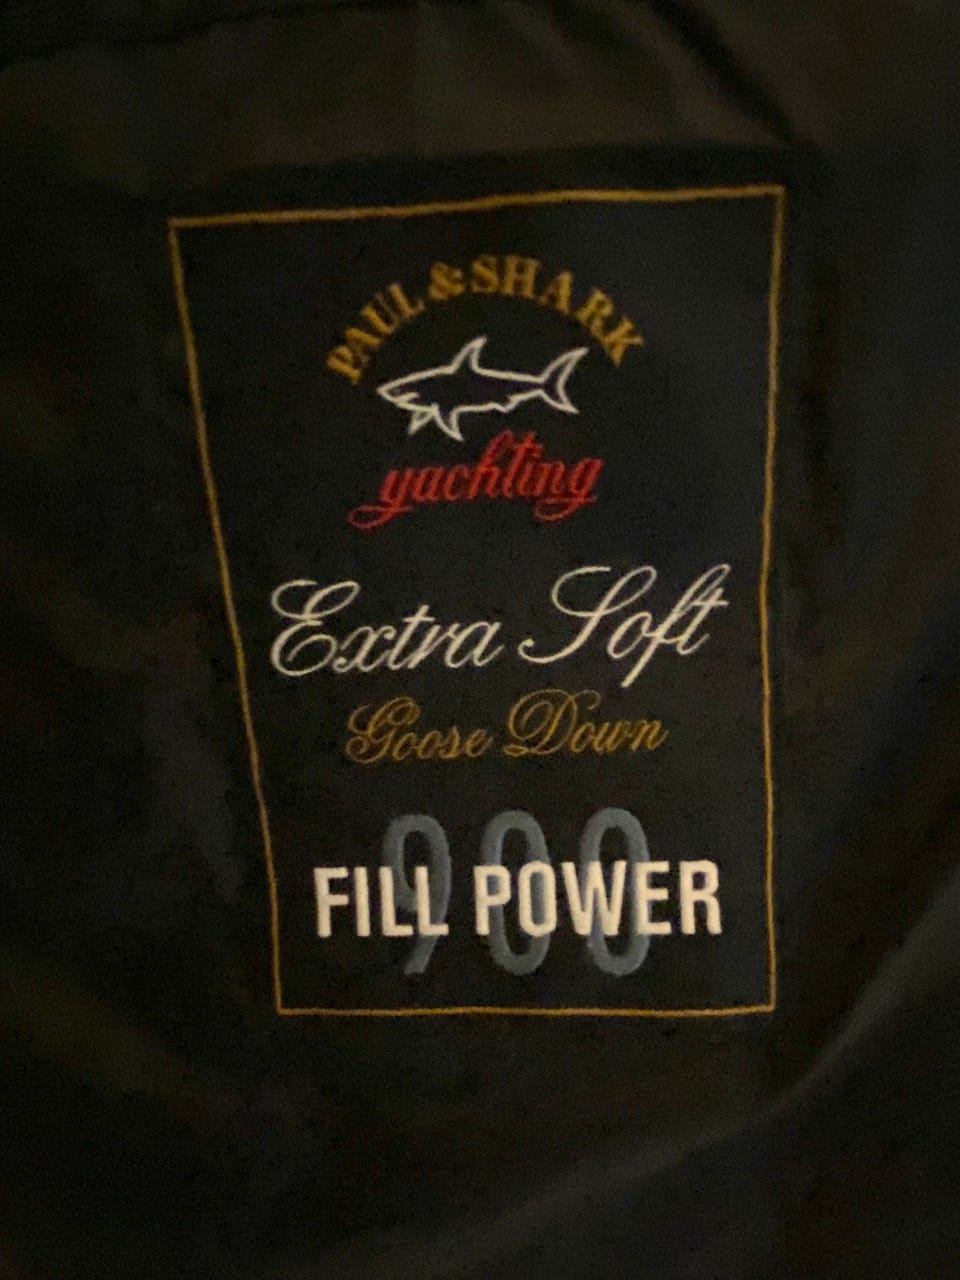 PAUL & SHARK
yachting
Extra Soft
Goose Down
900
FILL POWER